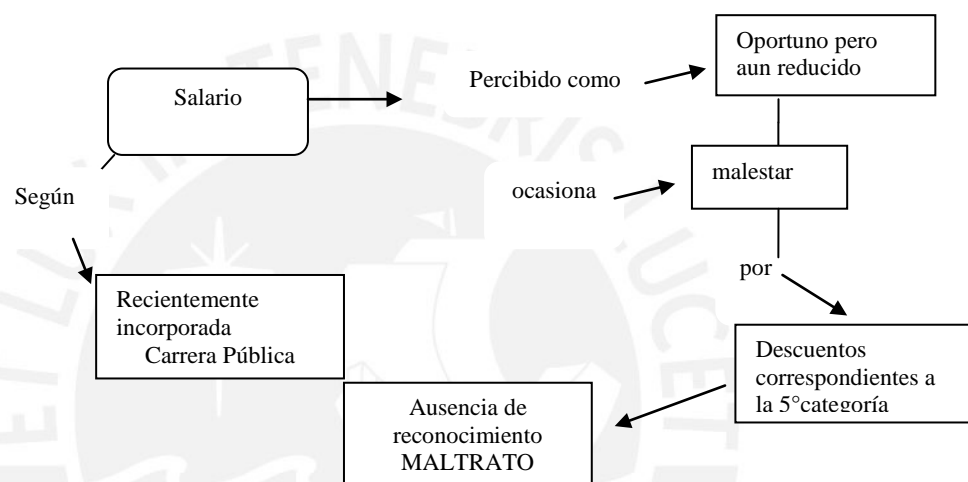 Oportuno pero
aun reducido
Percibido como
Salario
malestar
ocasiona
Según
por
Recientemente
incorporada
Carrera Pública
Descuentos
correspondientes a
la 5°categoría
Ausencia de
reconocimiento
MALTRATO